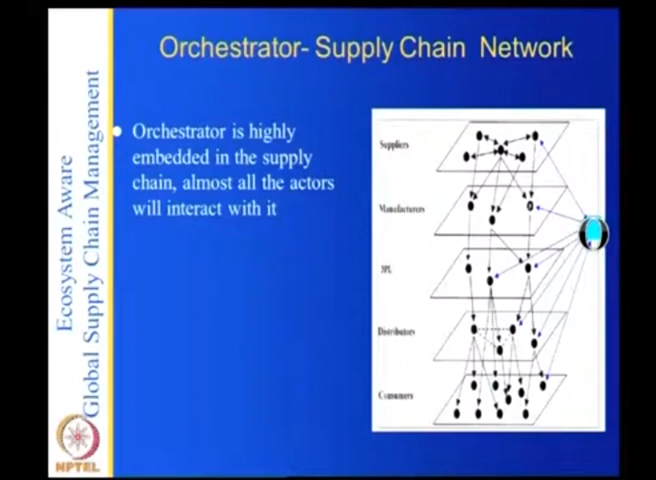 Orchestrator- Supply Chain Network
Ecosystem Aware
Global Supply Chain Management
Orchestrator is highly
embedded in the supply
chain, almost all the actors
will interact with it
Suppliers
Manufacturers
3PL
Distributors
Consumers
NPTEL